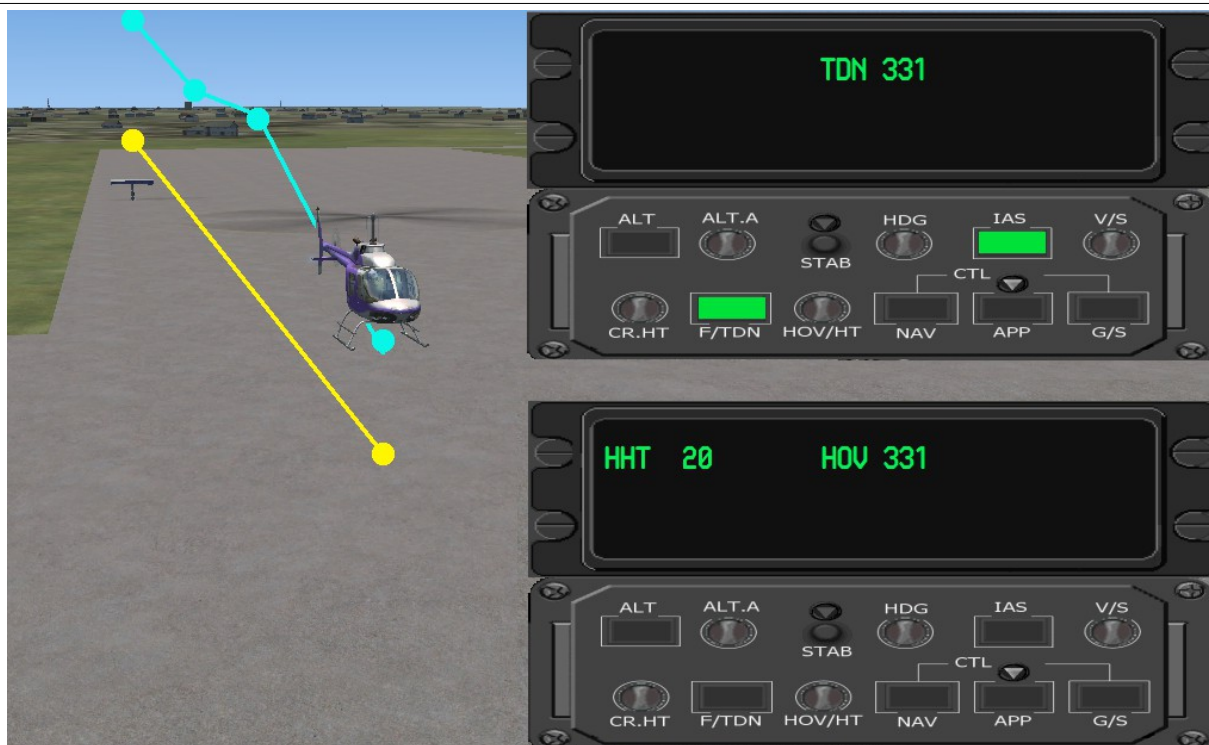 TDN 331
ALT ALT.A HDG IAS V/S
STAB
CTL
CR.HT F/TDN HOV/HT NAV APP G/S
HHT 20 HOV 331
ALT ALT.A HDG IAS V/S
STAB
CTL
CR.HT F/TDN HOV/HT NAV APP G/S